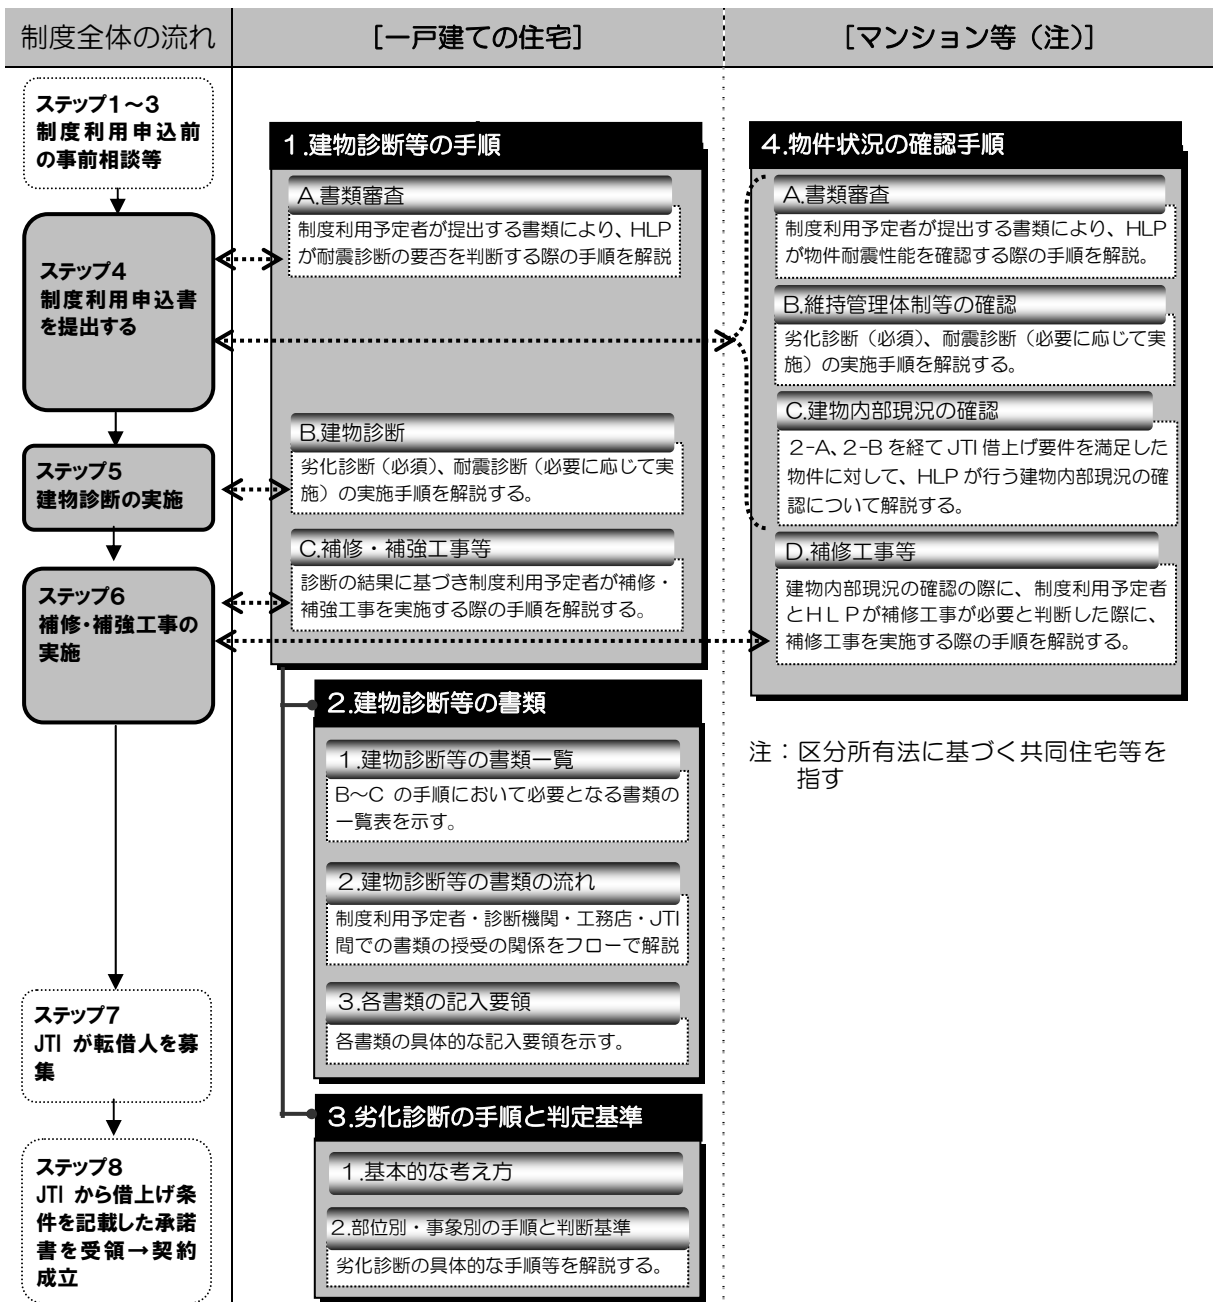 制度全体の流れ
[一戸建ての住宅]
[マンション等（注）]
ステップ1～3
制度利用申込前
の事前相談等
ステップ4
制度利用申込書
を提出する
ステップ5
建物診断の実施
ステップ6
補修・補強工事の
実施
ステップ7
JTI が転借人を募
集
ステップ8
JTI から借上げ条
件を記載した承諾
書を受領→契約
成立
1.建物診断等の手順
A.書類審査
制度利用予定者が提出する書類により、HLP
が耐震診断の要否を判断する際の手順を解説
B.建物診断
劣化診断（必須）、耐震診断（必要に応じて実
施）の実施手順を解説する。
C.補修・補強工事等
診断の結果に基づき制度利用予定者が補修・
補強工事を実施する際の手順を解説する。
2.建物診断等の書類
1.建物診断等の書類一覧
B～C の手順において必要となる書類の
一覧表を示す。
2.建物診断等の書類の流れ
制度利用予定者・診断機関・工務店・JTI
間での書類の授受の関係をフローで解説
3.各書類の記入要領
各書類の具体的な記入要領を示す。
3.劣化診断の手順と判定基準
1.基本的な考え方
2.部位別・事象別の手順と判断基準
劣化診断の具体的な手順等を解説する。
4.物件状況の確認手順
A.書類審査
制度利用予定者が提出する書類により、HLP
が物件耐震性能を確認する際の手順を解説。
B.維持管理体制等の確認
劣化診断（必須）、耐震診断（必要に応じて実
施）の実施手順を解説する。
C.建物内部現況の確認
2-A、2-B を経て JTI 借上げ要件を満足した
物件に対して、HLP が行う建物内部現況の確
認について解説する。
D.補修工事等
建物内部現況の確認の際に、制度利用予定者
とHLPが補修工事が必要と判断した際に、
補修工事を実施する際の手順を解説する。
注：区分所有法に基づく共同住宅等を
指す